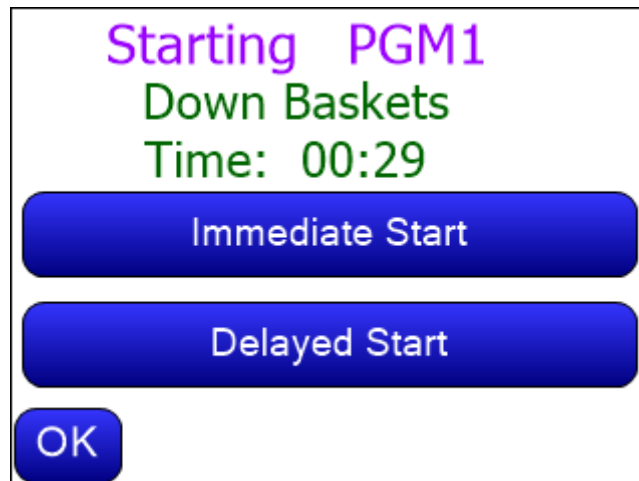 Starting PGM1
Down Baskets
Time: 00:29
Immediate Start
Delayed Start
OK